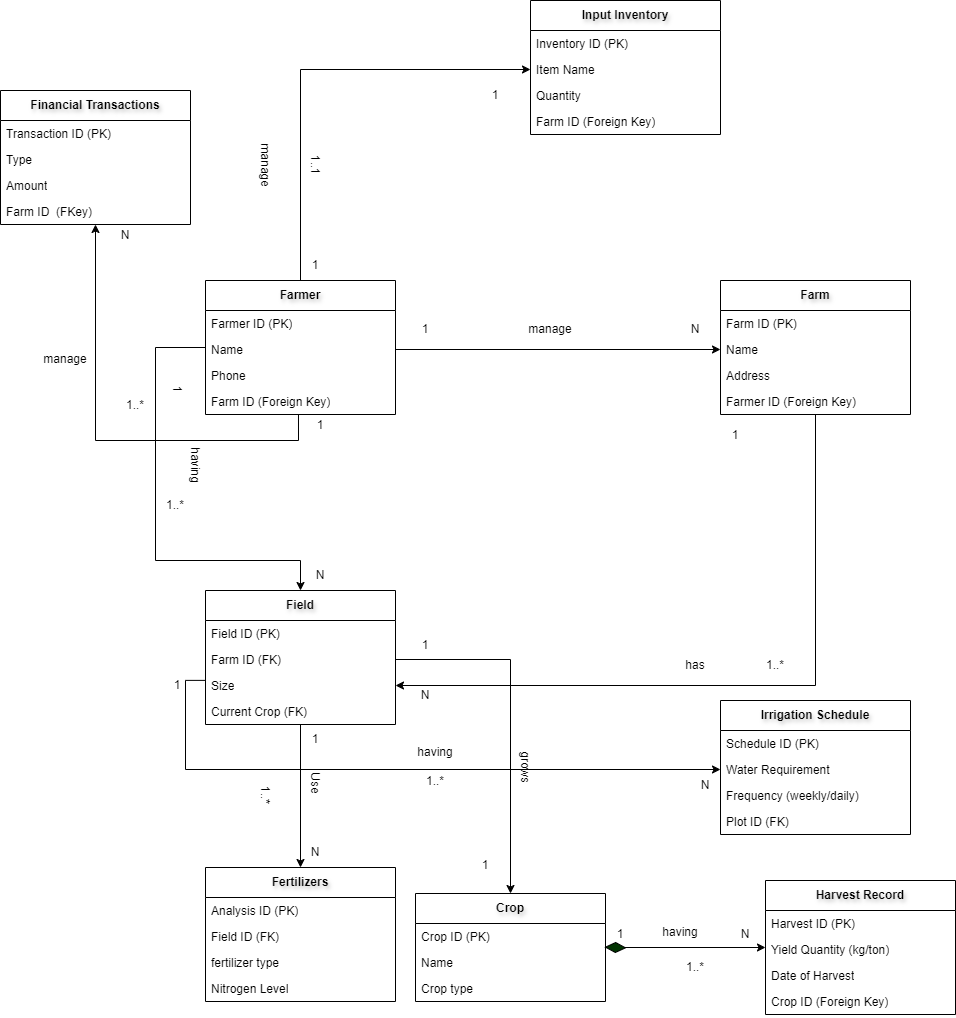 Input Inventory
Inventory ID (PK)
Item Name
Quantity
Farm ID (Foreign Key)
1
manage
1..1
1
Financial Transactions
Transaction ID (PK)
Type
Amount
Farm ID  (FKey)
N
manage
1..*
Farmer
Farmer ID (PK)
Name
Phone
Farm ID (Foreign Key)
1
1
manage
N
Farm
Farm ID (PK)
Name
Address
Farmer ID (Foreign Key)
1
1
having
1..*
N
Field
Field ID (PK)
Farm ID (FK)
Size
Current Crop (FK)
1
1
N
has
1..*
1
having
1..*
N
Irrigation Schedule
Schedule ID (PK)
Water Requirement
Frequency (weekly/daily)
Plot ID (FK)
Use
1..*
N
grows
1
Fertilizers
Analysis ID (PK)
Field ID (FK)
fertilizer type
Nitrogen Level
Crop
Crop ID (PK)
Name
Crop type
1
having
N
1..*
Harvest Record
Harvest ID (PK)
Yield Quantity (kg/ton)
Date of Harvest
Crop ID (Foreign Key)